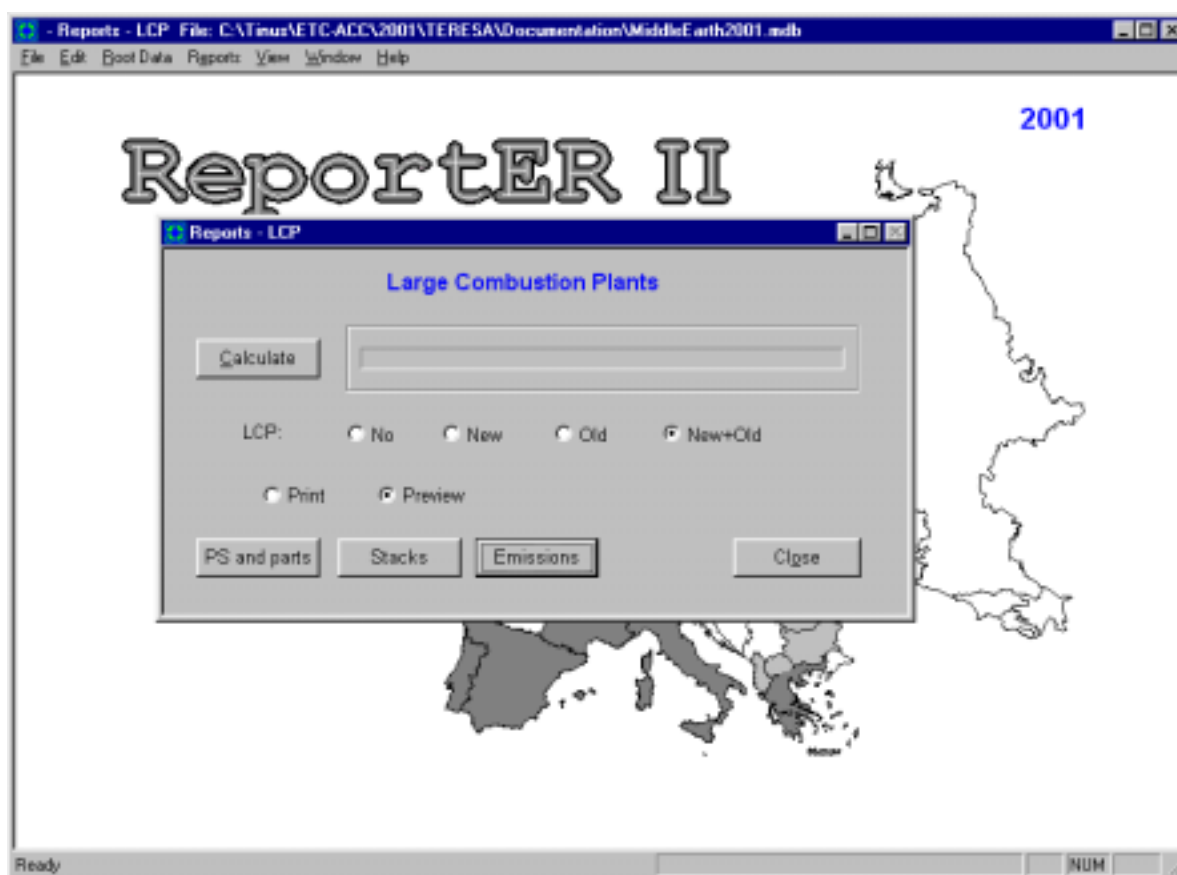 - Reports - LCP File: C:\Tinus\ETC-ACC\2001\TERESA\Documentation\MiddleEarth2001.mdb
File Edit Root Data Reports View Window Help
2001
ReportER II
Reports - LCP
Large Combustion Plants
Calculate
LCP: No New Old New+Old
Print Preview
PS and parts Stacks Emissions Close
Ready NUM